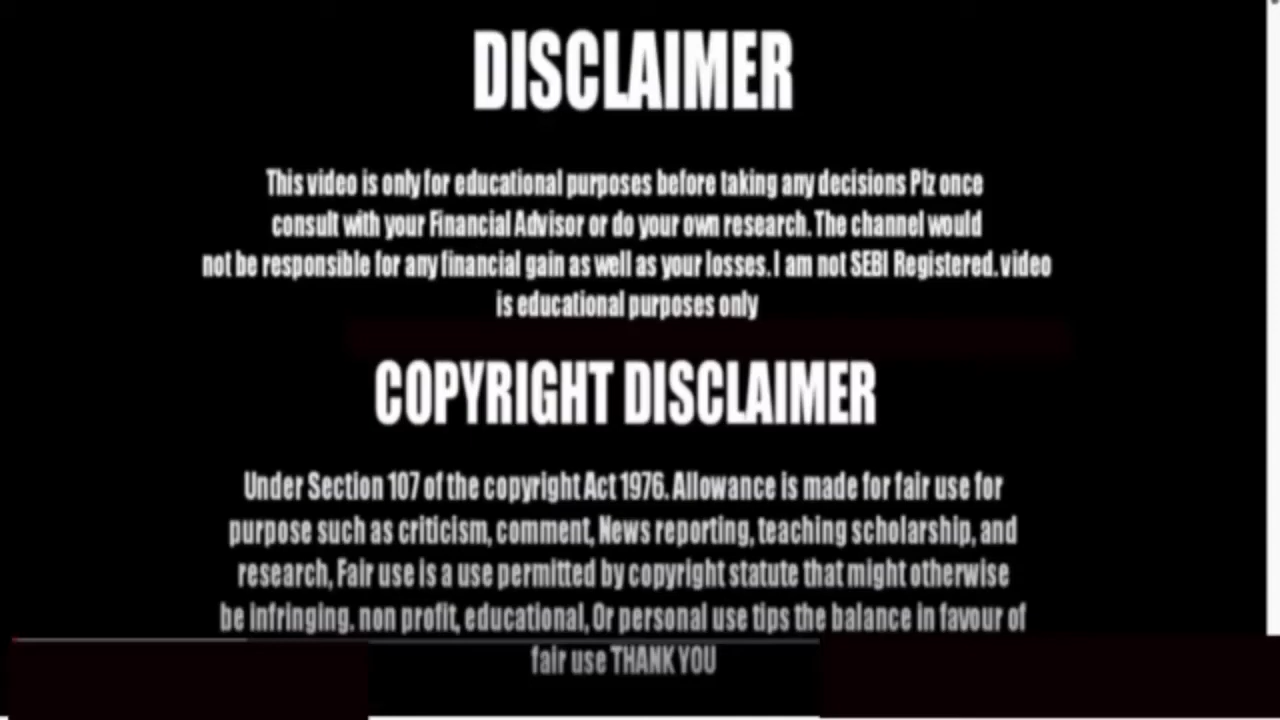 DISCLAIMER
This video is only for educational purposes before taking any decisions Plz once
consult with your Financial Advisor or do your own research. The channel would
not be responsible for any financial gain as well as your losses. I am not SEBI Registered. video
is educational purposes only
COPYRIGHT DISCLAIMER
Under Section 107 of the copyright Act 1976. Allowance is made for fair use for
purpose such as criticism, comment, News reporting, teaching scholarship, and
research, Fair use is a use permitted by copyright statute that might otherwise
be infringing. non profit, educational, Or personal use tips the balance in favour of
fair use THANK YOU